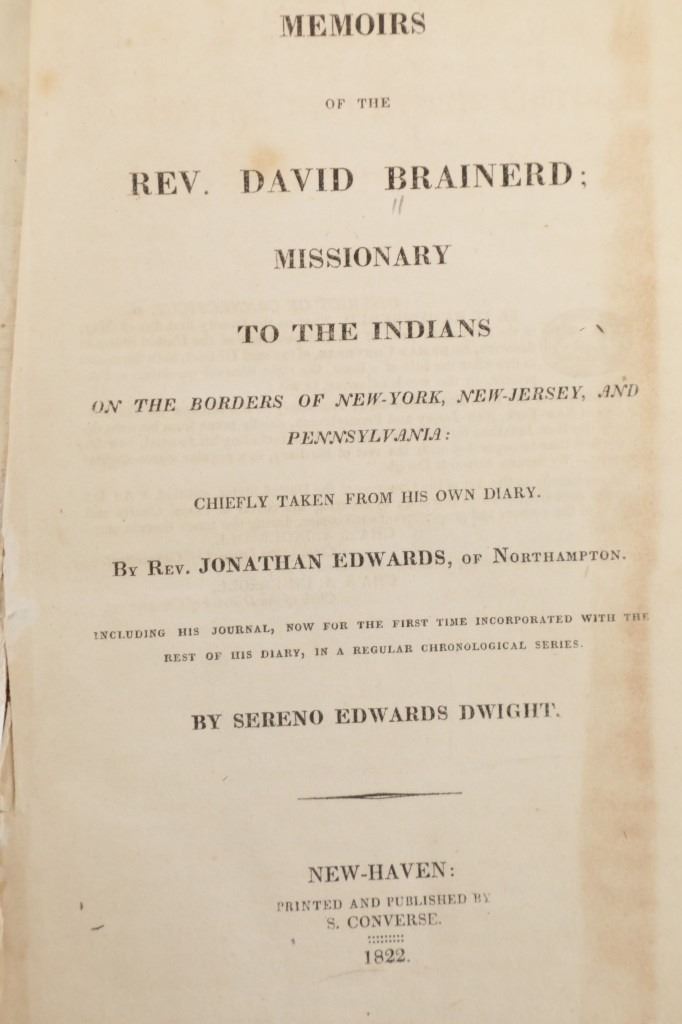 MEMOIRS
OF THE
REV. DAVID BRAINERD;
MISSIONARY
TO THE INDIANS
ON THE BORDERS OF NEW-YORK, NEW-JERSEY, AND
PENNSYLVANIA:
CHIEFLY TAKEN FROM HIS OWN DIARY.
BY REV. JONATHAN EDWARDS, OF NORTHAMPTON.
INCLUDING HIS JOURNAL, NOW FOR THE FIRST TIME INCORPORATED WITH THE
REST OF HIS DIARY, IN A REGULAR CHRONOLOGICAL SERIES.
BY SERENO EDWARDS DWIGHT.
NEW-HAVEN:
PRINTED AND PUBLISHED BY
S. CONVERSE.
1822.